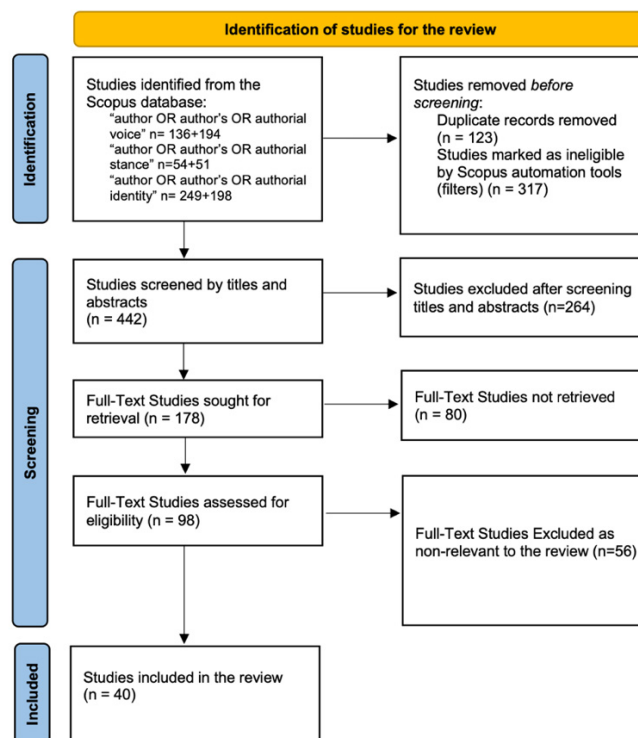 Identification of studies for the review
Identification
Studies identified from the
Scopus database:
“author OR author’s OR authorial
voice” n= 136+194
“author OR author’s OR authorial
stance” n=54+51
“author OR author’s OR authorial
identity” n= 249+198
Studies removed before
screening:
Duplicate records removed
(n = 123)
Studies marked as ineligible
by Scopus automation tools
(filters) (n = 317)
Screening
Studies screened by titles and
abstracts
(n = 442)
Studies excluded after screening
titles and abstracts (n=264)
Full-Text Studies sought for
retrieval (n = 178)
Full-Text Studies not retrieved
(n = 80)
Full-Text Studies assessed for
eligibility (n = 98)
Full-Text Studies Excluded as
non-relevant to the review (n=56)
Included
Studies included in the review
(n = 40)